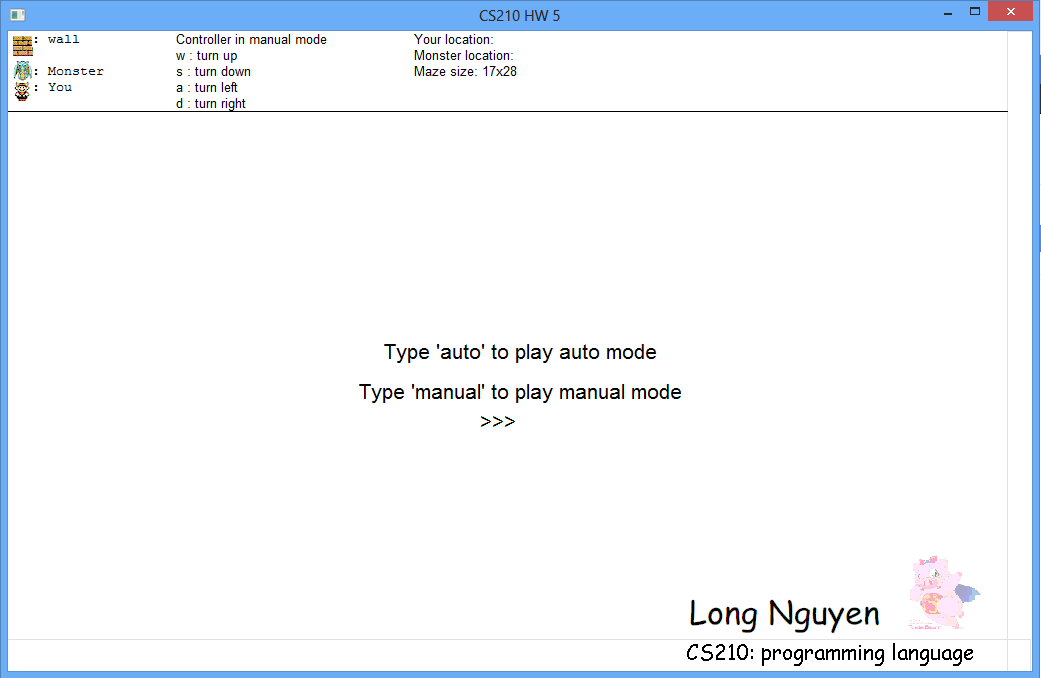 CS210 HW 5
: wall
: Monster
: You
Controller in manual mode
w : turn up
s : turn down
a : turn left
d : turn right
Your location:
Monster location:
Maze size: 17x28
Type 'auto' to play auto mode
Type 'manual' to play manual mode
>>>
Long Nguyen
CS210: programming language